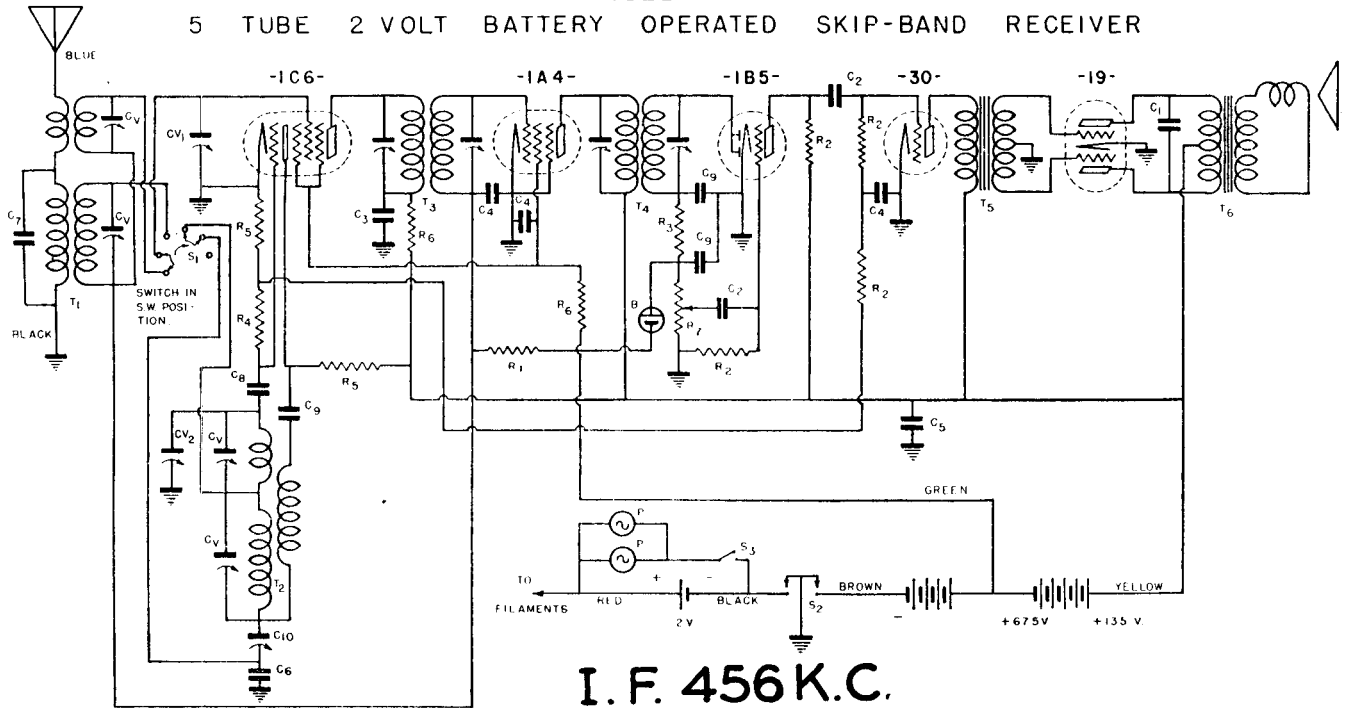 5 TUBE 2 VOLT BATTERY OPERATED SKIP-BAND RECEIVER
BLUE
-1C6-
-1A4-
-1B5-
C2
-30-
-19-
CV
CV1
R2
R2
C1
C7
CV
C3
T3
C4
C4
T4
C9
C4
T5
T6
R5
R6
R3
C9
S1
T1
SWITCH IN
S.W. POSI-
TION.
R4
R6
B
C2
R7
R2
BLACK
R1
R2
C8
R5
C9
CV2
CV
C5
GREEN
CV
P
P
S3
T2
TO
FILAMENTS
RED
+ -
2V
BLACK
S2
BROWN
-
+67.5V
YELLOW
+135 V.
C10
C6
I.F. 456 K.C.